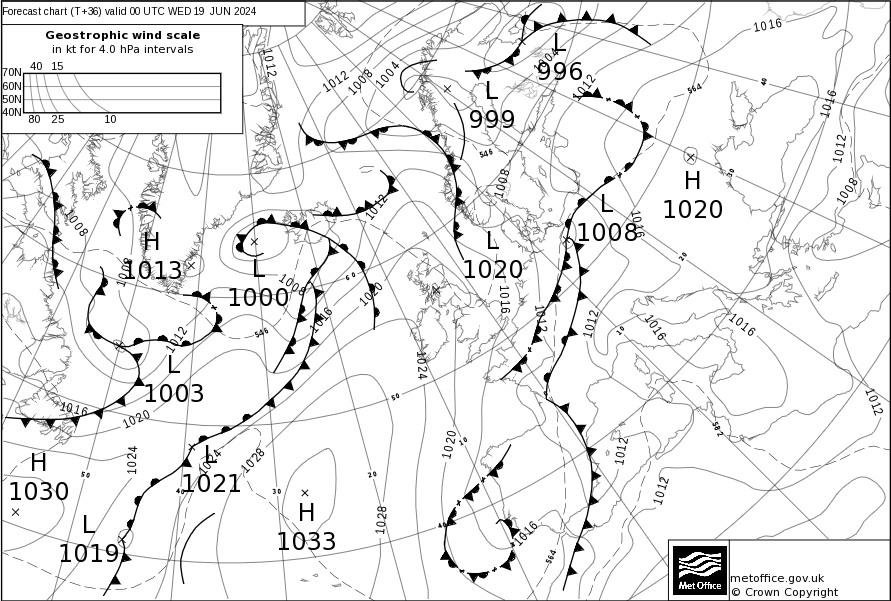 Forecast chart (T+36) valid 00 UTC WED 19 JUN 2024
Geostrophic wind scale
in kt for 4.0 hPa intervals
40 15
70N
60N
50N
40N
80 25 10
1012
1012
1008
1004
L
996
1004
1012
1016
564
40
1016
L
999
546
1012
1008
H
1020
30
1008
1012
L
1008
1016
1008
H
1013
1008
L
1020
20
L
1000
1008
60
1020
1016
1016
1012
1012
10
1016
1016
546
1012
L
1003
1024
50
1016
1020
1012
582
1020
10
1012
1024
L
1021
1024
1028
H
1030
50
40
30
20
1012
H
1033
1028
L
1019
40
1016
564
Met Office
metoffice.gov.uk
© Crown Copyright